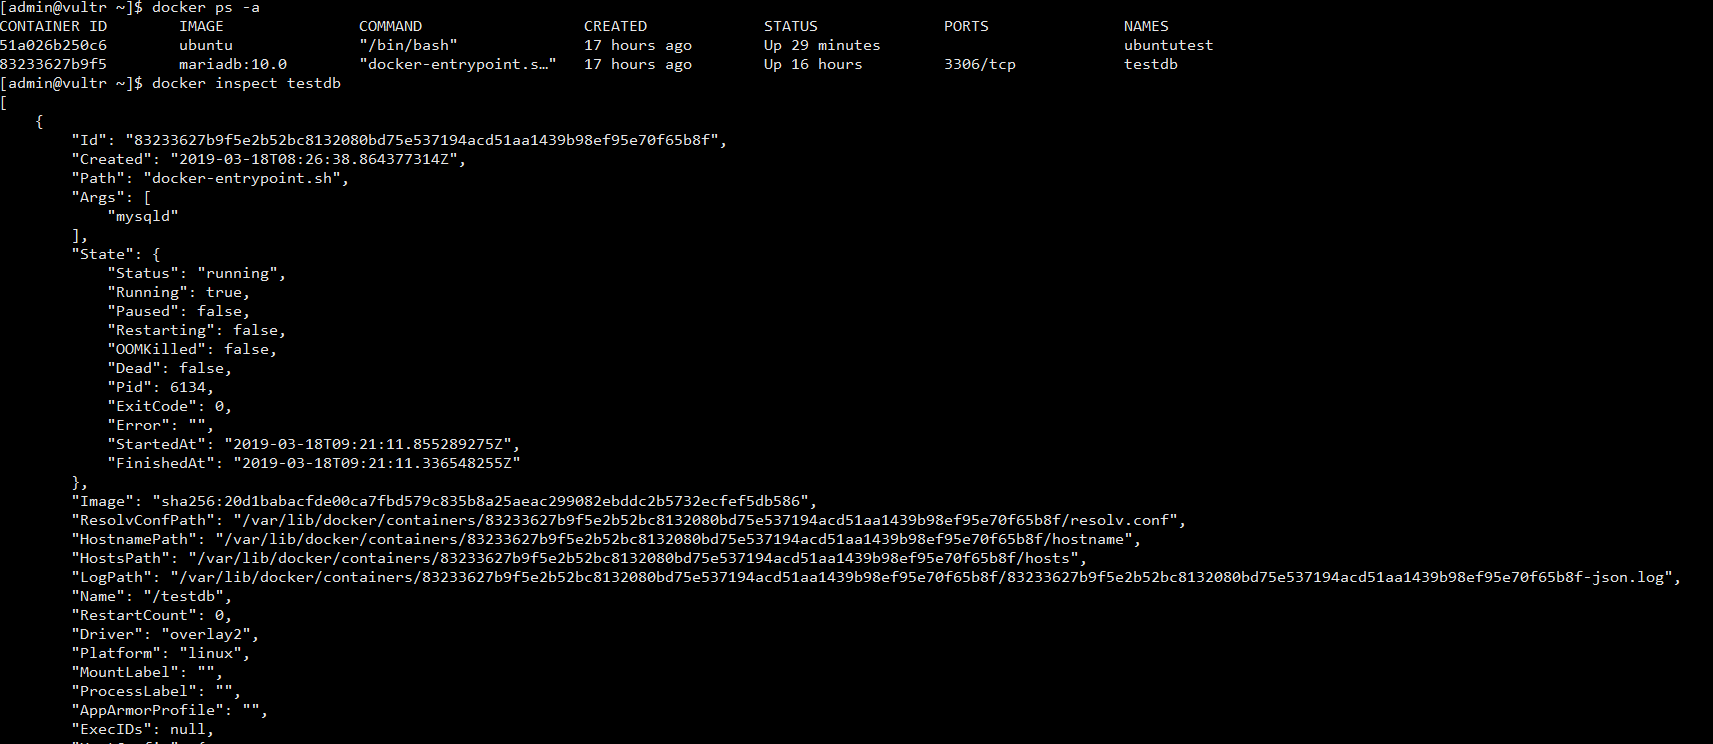 [admin@vultr ~]$ docker ps -a
CONTAINER ID        IMAGE               COMMAND                  CREATED             STATUS              PORTS               NAMES
51a026b250c6        ubuntu              "/bin/bash"              17 hours ago        Up 29 minutes                           ubuntutest
83233627b9f5        mariadb:10.0        "docker-entrypoint.s…"   17 hours ago        Up 16 hours         3306/tcp            testdb
[admin@vultr ~]$ docker inspect testdb
[
    {
        "Id": "83233627b9f5e2b52bc8132080bd75e537194acd51aa1439b98ef95e70f65b8f",
        "Created": "2019-03-18T08:26:38.864377314Z",
        "Path": "docker-entrypoint.sh",
        "Args": [
            "mysqld"
        ],
        "State": {
            "Status": "running",
            "Running": true,
            "Paused": false,
            "Restarting": false,
            "OOMKilled": false,
            "Dead": false,
            "Pid": 6134,
            "ExitCode": 0,
            "Error": "",
            "StartedAt": "2019-03-18T09:21:11.855289275Z",
            "FinishedAt": "2019-03-18T09:21:11.336548255Z"
        },
        "Image": "sha256:20d1babacfde00ca7fbd579c835b8a25aeac299082ebddc2b5732ecfef5db586",
        "ResolvConfPath": "/var/lib/docker/containers/83233627b9f5e2b52bc8132080bd75e537194acd51aa1439b98ef95e70f65b8f/resolv.conf",
        "HostnamePath": "/var/lib/docker/containers/83233627b9f5e2b52bc8132080bd75e537194acd51aa1439b98ef95e70f65b8f/hostname",
        "HostsPath": "/var/lib/docker/containers/83233627b9f5e2b52bc8132080bd75e537194acd51aa1439b98ef95e70f65b8f/hosts",
        "LogPath": "/var/lib/docker/containers/83233627b9f5e2b52bc8132080bd75e537194acd51aa1439b98ef95e70f65b8f/83233627b9f5e2b52bc8132080bd75e537194acd51aa1439b98ef95e70f65b8f-json.log",
        "Name": "/testdb",
        "RestartCount": 0,
        "Driver": "overlay2",
        "Platform": "linux",
        "MountLabel": "",
        "ProcessLabel": "",
        "AppArmorProfile": "",
        "ExecIDs": null,